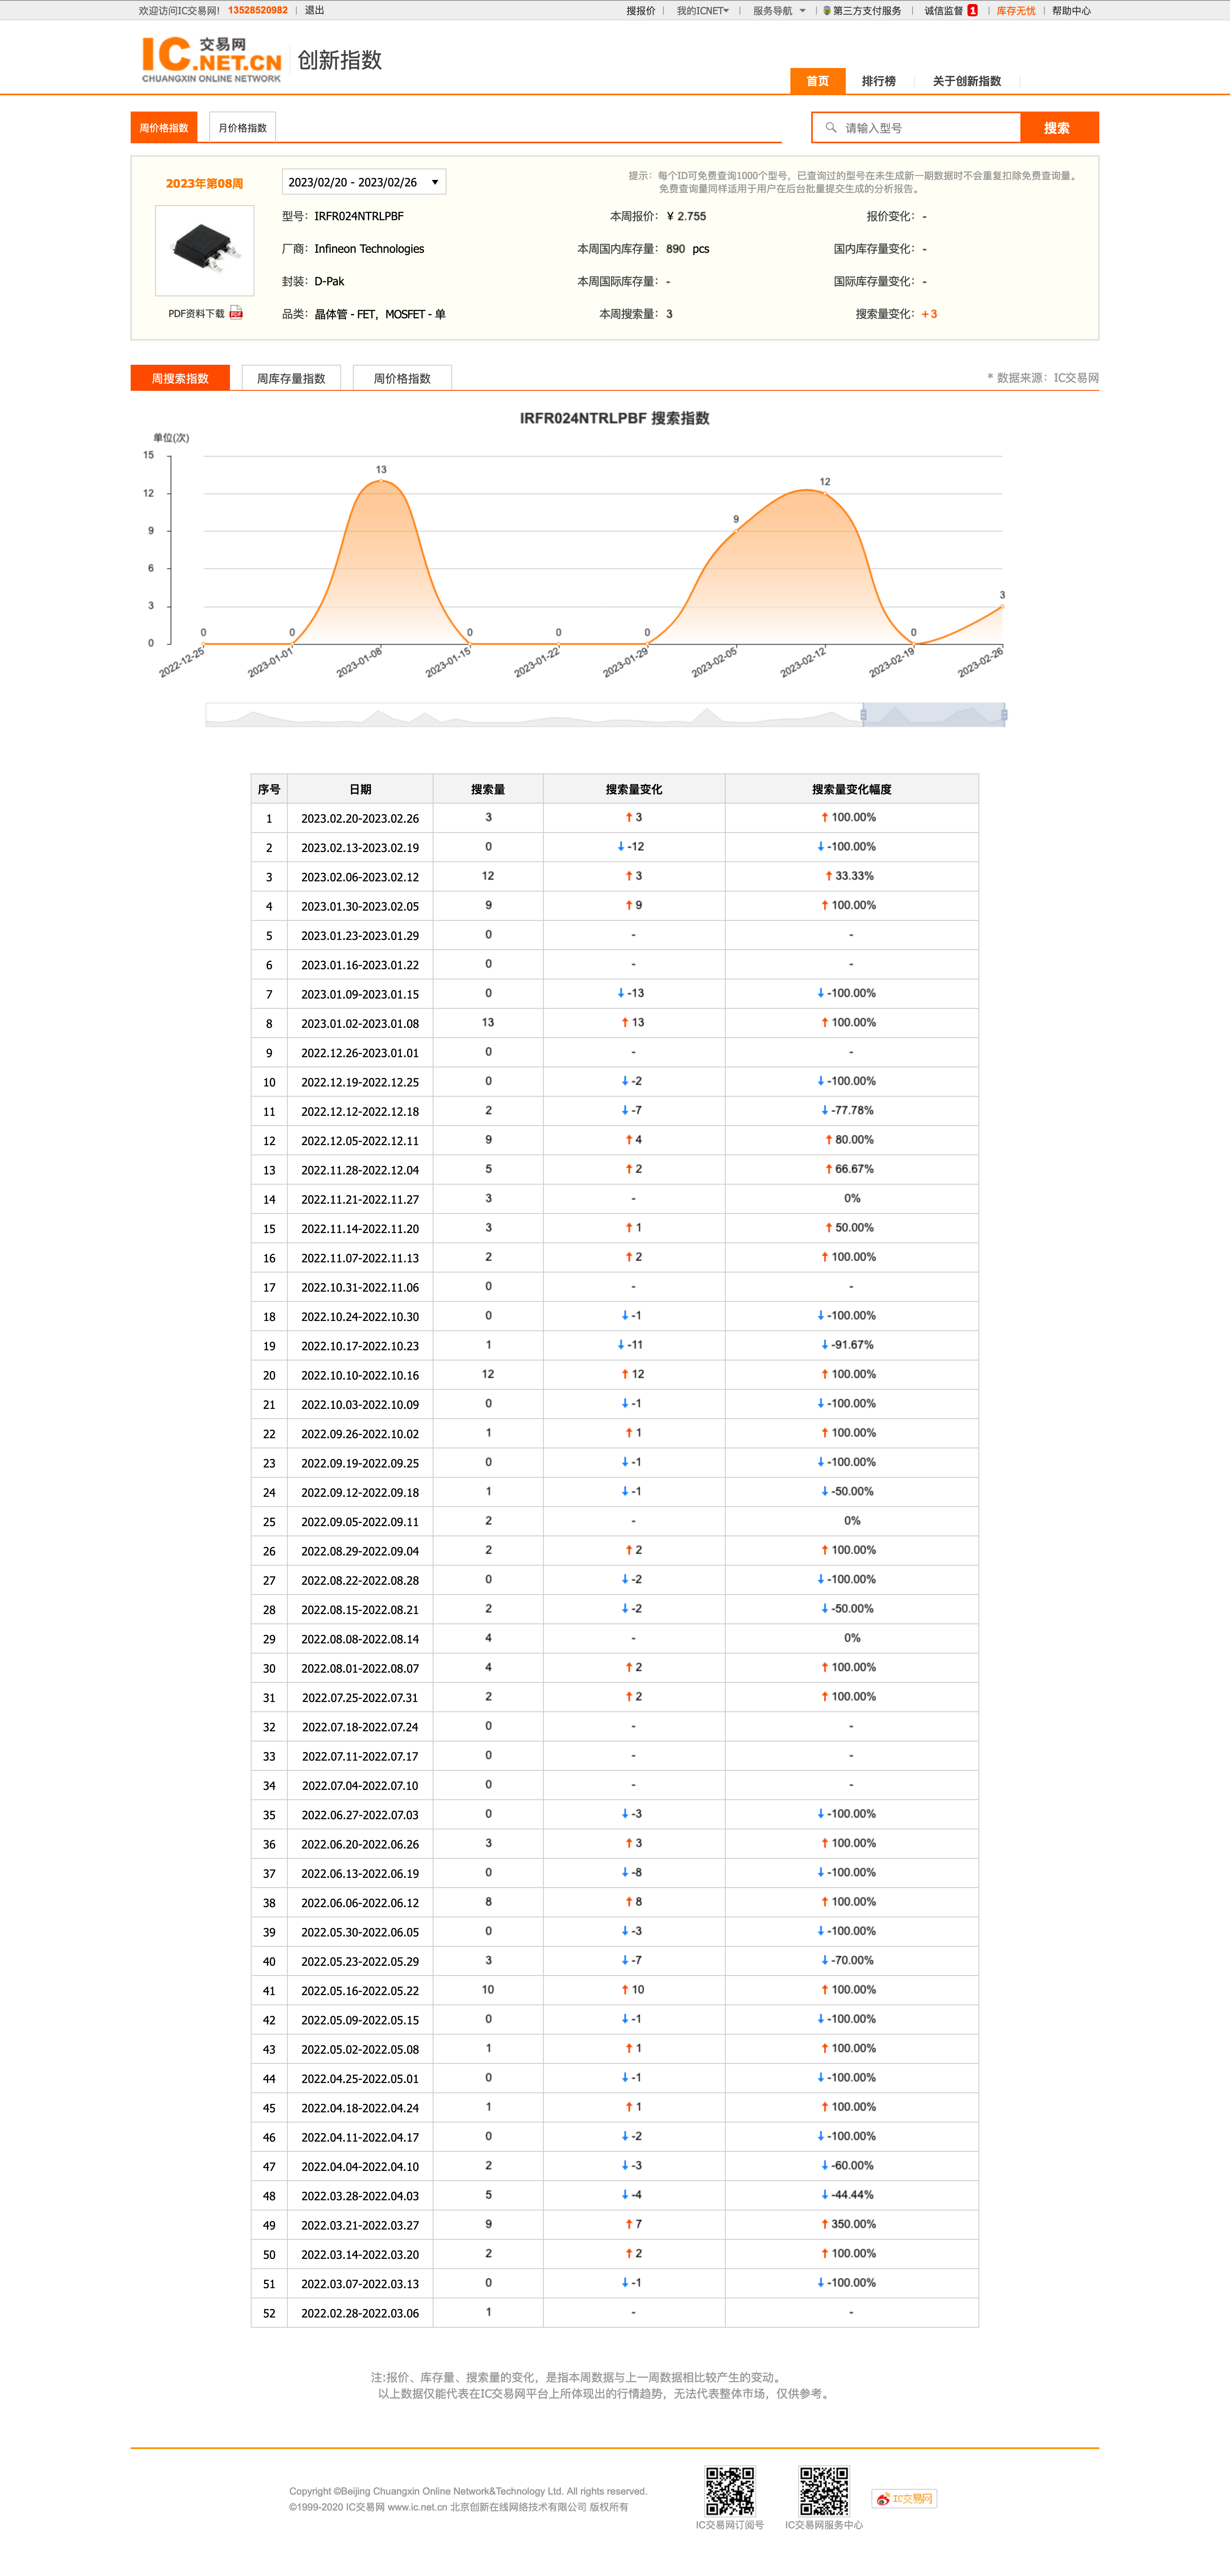 欢迎访问IC交易网! 13528520982 | 退出 搜报价 | 我的ICNET | 服务导航 | 第三方支付服务 | 诚信监督 1 | 库存无忧 | 帮助中心
IC 交易网
.NET.CN
CHUANGXIN ONLINE NETWORK
创新指数
首页 排行榜 关于创新指数
周价格指数 月价格指数 请输入型号 搜索
2023年第08周 2023/02/20 - 2023/02/26
提示：每个ID可免费查询1000个型号，已查询过的型号在未生成新一期数据时不会重复扣除免费查询量。
免费查询量同样适用于用户在后台批量提交生成的分析报告。
型号：IRFR024NTRLPBF 本周报价：¥ 2.755 报价变化：-
厂商：Infineon Technologies 本周国内库存量：890 pcs 国内库存量变化：-
封装：D-Pak 本周国际库存量：- 国际库存量变化：-
PDF资料下载 PDF 品类：晶体管 - FET，MOSFET - 单 本周搜索量：3 搜索量变化：+3
周搜索指数 周库存量指数 周价格指数 * 数据来源：IC交易网
IRFR024NTRLPBF 搜索指数
单位(次)
15
12
9
6
3
0
0 0 13 0 0 0 9 12 0 3
2022-12-25 2023-01-01 2023-01-08 2023-01-15 2023-01-22 2023-01-29 2023-02-05 2023-02-12 2023-02-19 2023-02-26
序号 日期 搜索量 搜索量变化 搜索量变化幅度
1 2023.02.20-2023.02.26 3 ↑ 3 ↑ 100.00%
2 2023.02.13-2023.02.19 0 ↓ -12 ↓ -100.00%
3 2023.02.06-2023.02.12 12 ↑ 3 ↑ 33.33%
4 2023.01.30-2023.02.05 9 ↑ 9 ↑ 100.00%
5 2023.01.23-2023.01.29 0 - -
6 2023.01.16-2023.01.22 0 - -
7 2023.01.09-2023.01.15 0 ↓ -13 ↓ -100.00%
8 2023.01.02-2023.01.08 13 ↑ 13 ↑ 100.00%
9 2022.12.26-2023.01.01 0 - -
10 2022.12.19-2022.12.25 0 ↓ -2 ↓ -100.00%
11 2022.12.12-2022.12.18 2 ↓ -7 ↓ -77.78%
12 2022.12.05-2022.12.11 9 ↑ 4 ↑ 80.00%
13 2022.11.28-2022.12.04 5 ↑ 2 ↑ 66.67%
14 2022.11.21-2022.11.27 3 - 0%
15 2022.11.14-2022.11.20 3 ↑ 1 ↑ 50.00%
16 2022.11.07-2022.11.13 2 ↑ 2 ↑ 100.00%
17 2022.10.31-2022.11.06 0 - -
18 2022.10.24-2022.10.30 0 ↓ -1 ↓ -100.00%
19 2022.10.17-2022.10.23 1 ↓ -11 ↓ -91.67%
20 2022.10.10-2022.10.16 12 ↑ 12 ↑ 100.00%
21 2022.10.03-2022.10.09 0 ↓ -1 ↓ -100.00%
22 2022.09.26-2022.10.02 1 ↑ 1 ↑ 100.00%
23 2022.09.19-2022.09.25 0 ↓ -1 ↓ -100.00%
24 2022.09.12-2022.09.18 1 ↓ -1 ↓ -50.00%
25 2022.09.05-2022.09.11 2 - 0%
26 2022.08.29-2022.09.04 2 ↑ 2 ↑ 100.00%
27 2022.08.22-2022.08.28 0 ↓ -2 ↓ -100.00%
28 2022.08.15-2022.08.21 2 ↓ -2 ↓ -50.00%
29 2022.08.08-2022.08.14 4 - 0%
30 2022.08.01-2022.08.07 4 ↑ 2 ↑ 100.00%
31 2022.07.25-2022.07.31 2 ↑ 2 ↑ 100.00%
32 2022.07.18-2022.07.24 0 - -
33 2022.07.11-2022.07.17 0 - -
34 2022.07.04-2022.07.10 0 - -
35 2022.06.27-2022.07.03 0 ↓ -3 ↓ -100.00%
36 2022.06.20-2022.06.26 3 ↑ 3 ↑ 100.00%
37 2022.06.13-2022.06.19 0 ↓ -8 ↓ -100.00%
38 2022.06.06-2022.06.12 8 ↑ 8 ↑ 100.00%
39 2022.05.30-2022.06.05 0 ↓ -3 ↓ -100.00%
40 2022.05.23-2022.05.29 3 ↓ -7 ↓ -70.00%
41 2022.05.16-2022.05.22 10 ↑ 10 ↑ 100.00%
42 2022.05.09-2022.05.15 0 ↓ -1 ↓ -100.00%
43 2022.05.02-2022.05.08 1 ↑ 1 ↑ 100.00%
44 2022.04.25-2022.05.01 0 ↓ -1 ↓ -100.00%
45 2022.04.18-2022.04.24 1 ↑ 1 ↑ 100.00%
46 2022.04.11-2022.04.17 0 ↓ -2 ↓ -100.00%
47 2022.04.04-2022.04.10 2 ↓ -3 ↓ -60.00%
48 2022.03.28-2022.04.03 5 ↓ -4 ↓ -44.44%
49 2022.03.21-2022.03.27 9 ↑ 7 ↑ 350.00%
50 2022.03.14-2022.03.20 2 ↑ 2 ↑ 100.00%
51 2022.03.07-2022.03.13 0 ↓ -1 ↓ -100.00%
52 2022.02.28-2022.03.06 1 - -
注:报价、库存量、搜索量的变化，是指本周数据与上一周数据相比较产生的变动。
以上数据仅能代表在IC交易网平台上所体现出的行情趋势，无法代表整体市场，仅供参考。
Copyright ©Beijing Chuangxin Online Network&Technology Ltd. All rights reserved.
©1999-2020 IC交易网 www.ic.net.cn 北京创新在线网络技术有限公司 版权所有
IC交易网订阅号 IC交易网服务中心 IC交易网